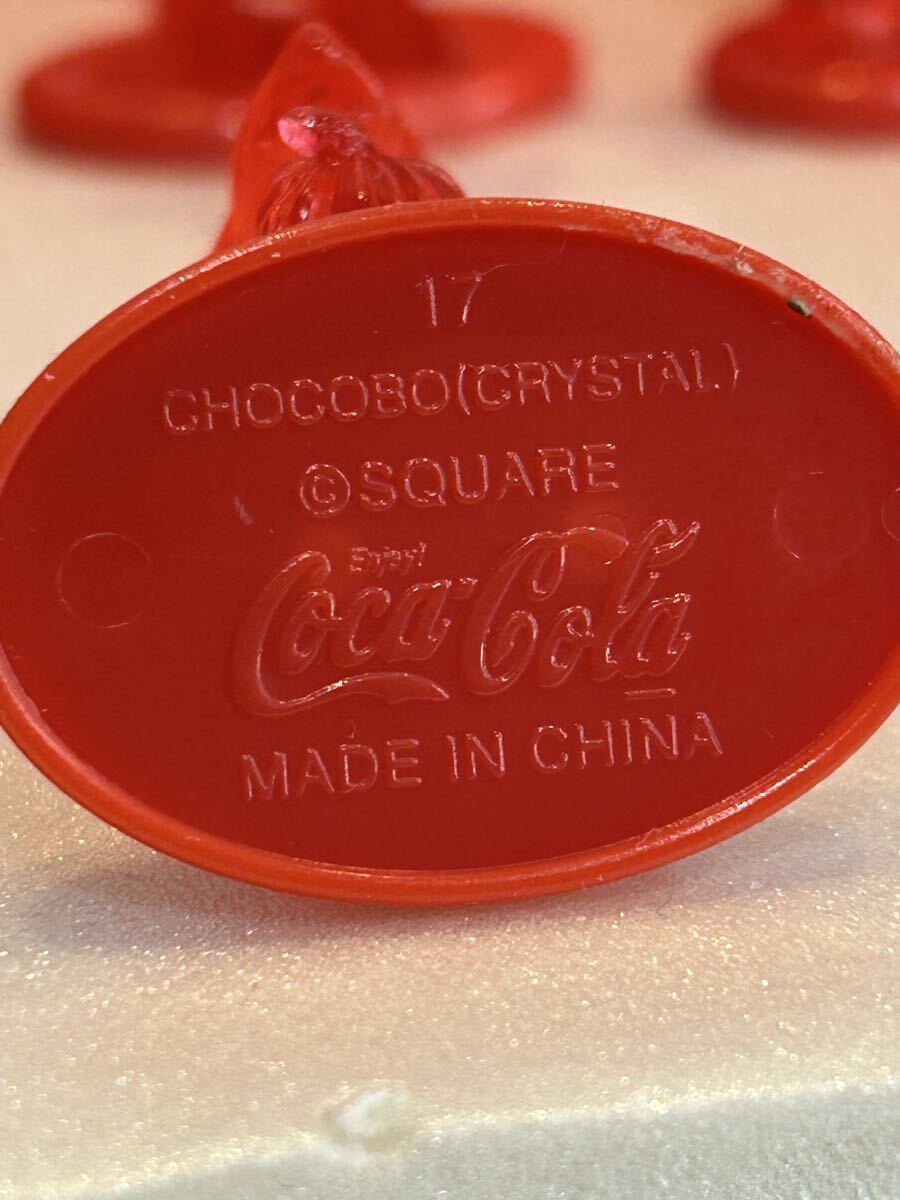 17
CHOCOBO(CRYSTAL)
©SQUARE
Enjoy!
Coca-Cola
MADE IN CHINA